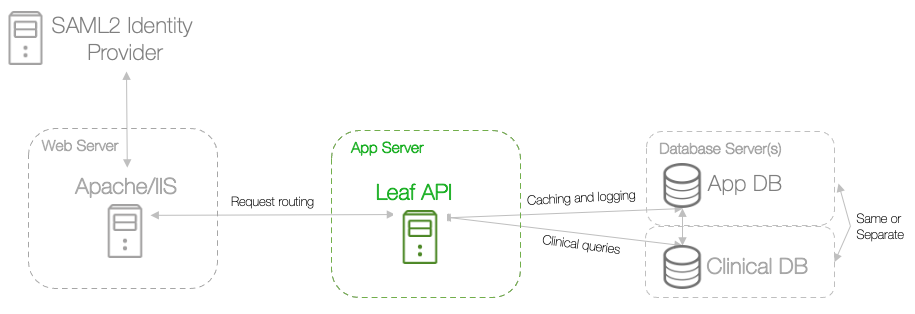 SAML2 Identity
Provider
Web Server
Apache/IIS
Request routing
App Server
Leaf API
Caching and logging
Clinical queries
Database Server(s)
App DB
Clinical DB
Same or
Separate